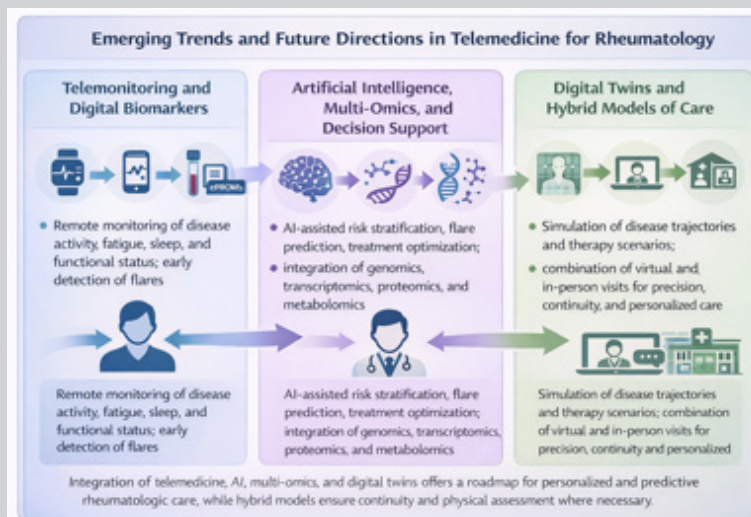 Emerging Trends and Future Directions in Telemedicine for Rheumatology
Telemonitoring and
Digital Biomarkers
ePROMs
Remote monitoring of disease
activity, fatigue, sleep, and
functional status; early
detection of flares
Remote monitoring of disease
activity, fatigue, sleep, and
functional status; early
detection of flares
Artificial Intelligence,
Multi-Omics, and
Decision Support
AI-assisted risk stratification, flare
prediction, treatment optimization;
integration of genomics,
transcriptomics, proteomics, and
metabolomics
AI-assisted risk stratification, flare
prediction, treatment optimization;
integration of genomics, transcriptomics,
proteomics, and metabolomics
Digital Twins and
Hybrid Models of Care
Simulation of disease trajectories
and therapy scenarios;
combination of virtual and
in-person visits for precision,
continuity, and personalized care
Simulation of disease trajectories
and therapy scenarios; combination
of virtual and in-person visits for
precision, continuity and personalized
Integration of telemedicine, AI, multi-omics, and digital twins offers a roadmap for personalized and predictive
rheumatologic care, while hybrid models ensure continuity and physical assessment where necessary.